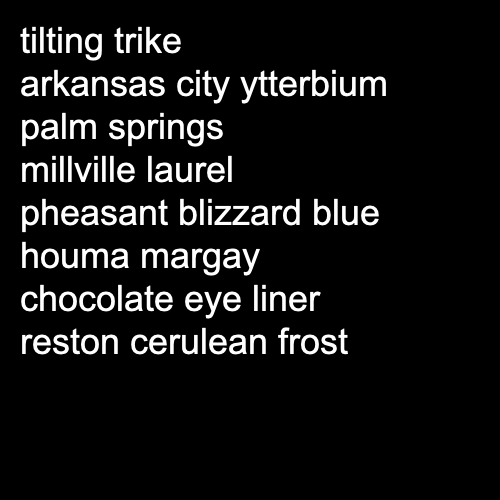 tilting trike
arkansas city ytterbium
palm springs
millville laurel
pheasant blizzard blue
houma margay
chocolate eye liner
reston cerulean frost